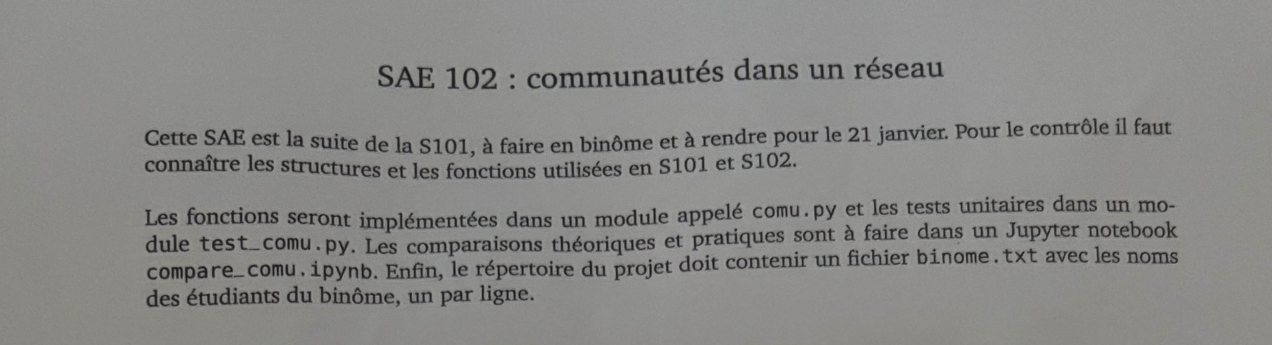 SAE 102 : communautés dans un réseau
Cette SAE est la suite de la S101, à faire en binôme et à rendre pour le 21 janvier. Pour le contrôle il faut
connaître les structures et les fonctions utilisées en S101 et S102.
Les fonctions seront implémentées dans un module appelé comu.py et les tests unitaires dans un mo-
dule test_comu.py. Les comparaisons théoriques et pratiques sont à faire dans un Jupyter notebook
compare_comu.ipynb. Enfin, le répertoire du projet doit contenir un fichier binome.txt avec les noms
des étudiants du binôme, un par ligne.